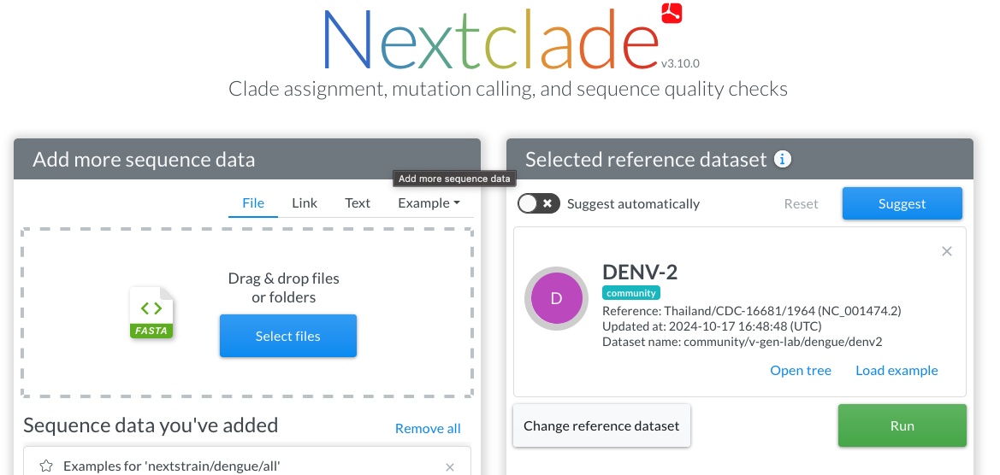 Nextclade
v3.10.0
Clade assignment, mutation calling, and sequence quality checks
Add more sequence data
Add more sequence data
File Link Text Example
Drag & drop files
or folders
FASTA
Select files
Sequence data you've added
Remove all
Examples for 'nextstrain/dengue/all'
Selected reference dataset
Suggest automatically
Reset
Suggest
D
DENV-2
community
Reference: Thailand/CDC-16681/1964 (NC_001474.2)
Updated at: 2024-10-17 16:48:48 (UTC)
Dataset name: community/v-gen-lab/dengue/denv2
Open tree Load example
Change reference dataset
Run